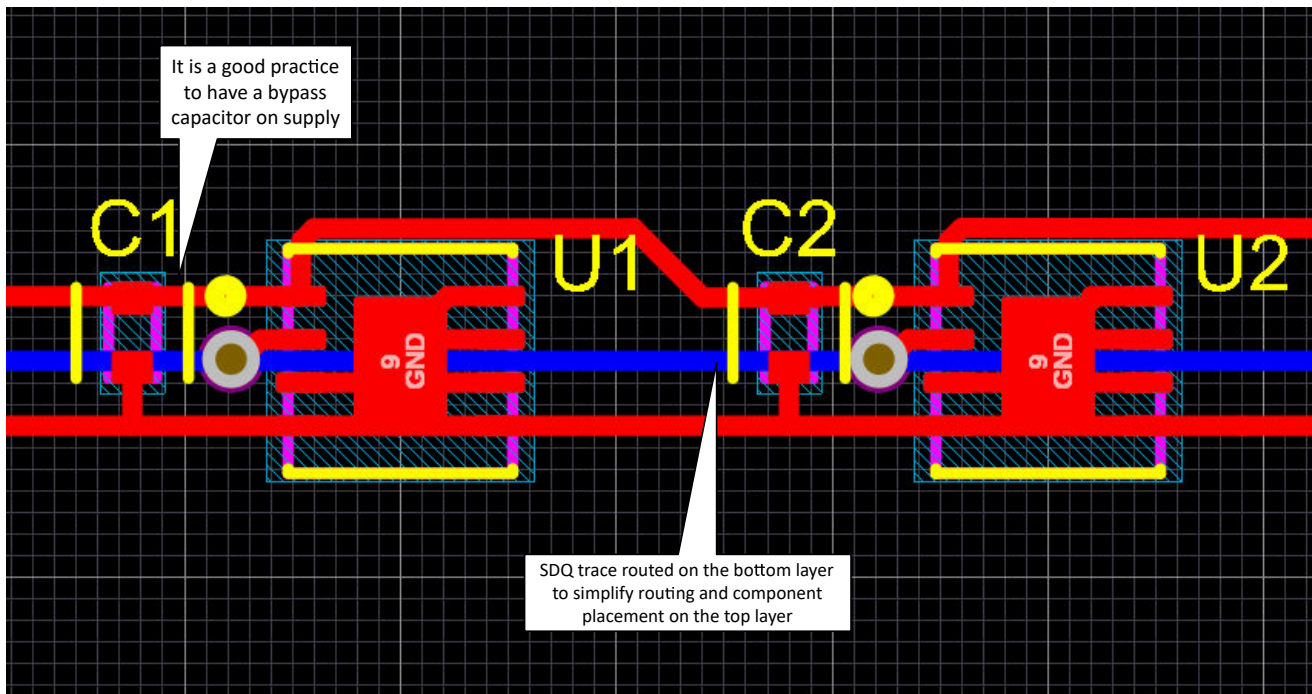 It is a good practice
to have a bypass
capacitor on supply
C1
U1
C2
U2
9
GND
9
GND
SDQ trace routed on the bottom layer
to simplify routing and component
placement on the top layer